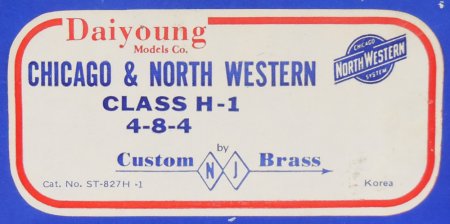 Daiyoung
Models Co.
CHICAGO & NORTH WESTERN
CHICAGO
NORTH WESTERN
SYSTEM
CLASS H-1
4-8-4
by
Custom N J Brass
Cat. No. ST-827H -1
Korea